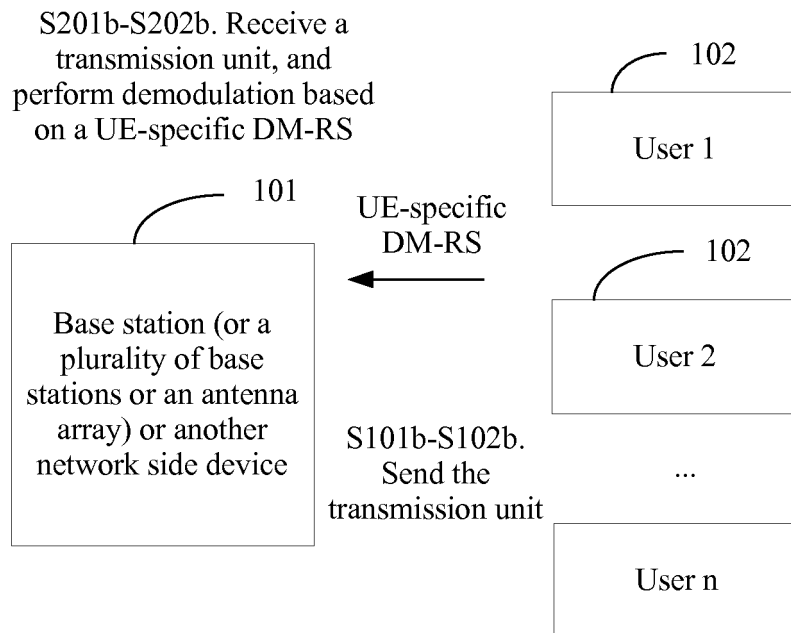 S201b-S202b. Receive a
transmission unit, and
perform demodulation based
on a UE-specific DM-RS
101
Base station (or a
plurality of base
stations or an antenna
array) or another
network side device
UE-specific
DM-RS
S101b-S102b.
Send the
transmission unit
102
User 1
102
User 2
...
User n